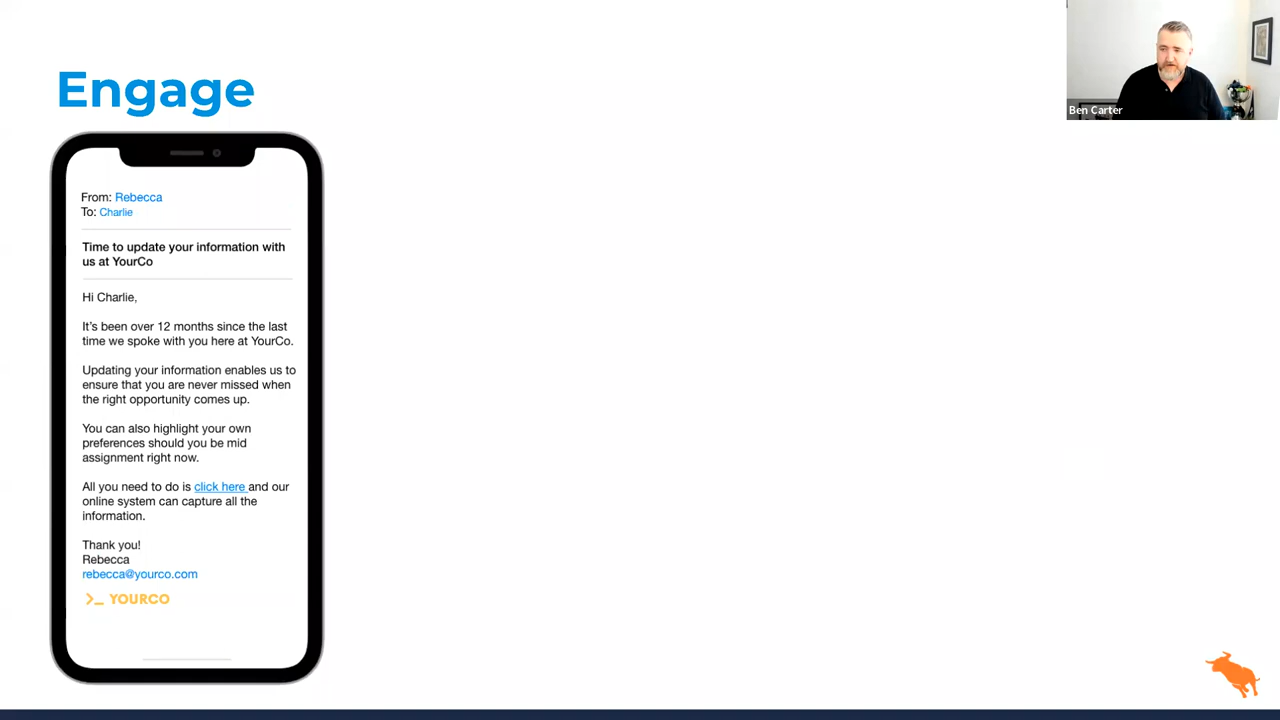 Engage
Ben Carter
From: Rebecca
To: Charlie
Time to update your information with
us at YourCo
Hi Charlie,
It's been over 12 months since the last
time we spoke with you here at YourCo.
Updating your information enables us to
ensure that you are never missed when
the right opportunity comes up.
You can also highlight your own
preferences should you be mid
assignment right now.
All you need to do is click here and our
online system can capture all the
information.
Thank you!
Rebecca
rebecca@yourco.com
>_ YOURCO